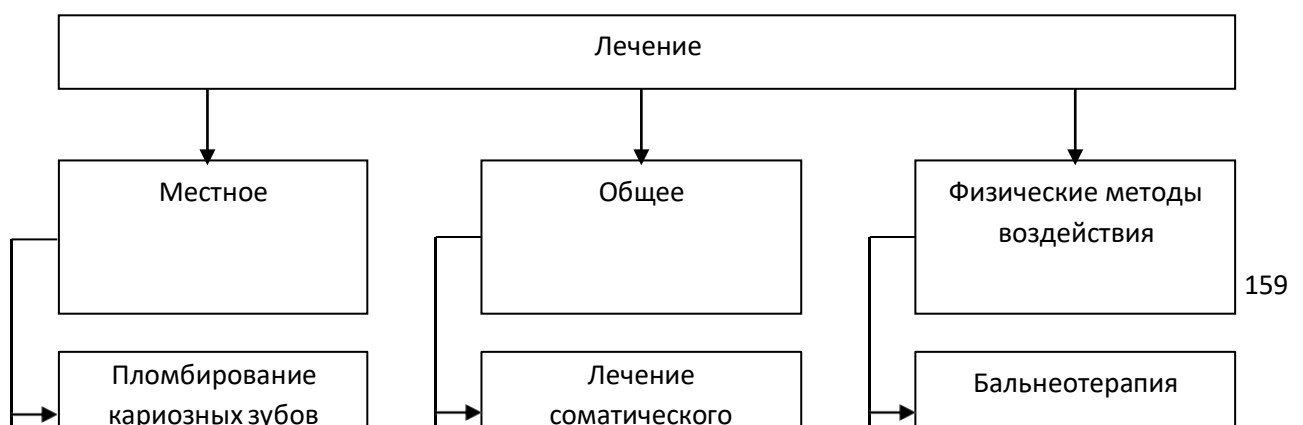 Лечение
Местное
Общее
Физические методы
воздействия
159
Пломбирование
кариозных зубов
Лечение
соматического
Бальнеотерапия